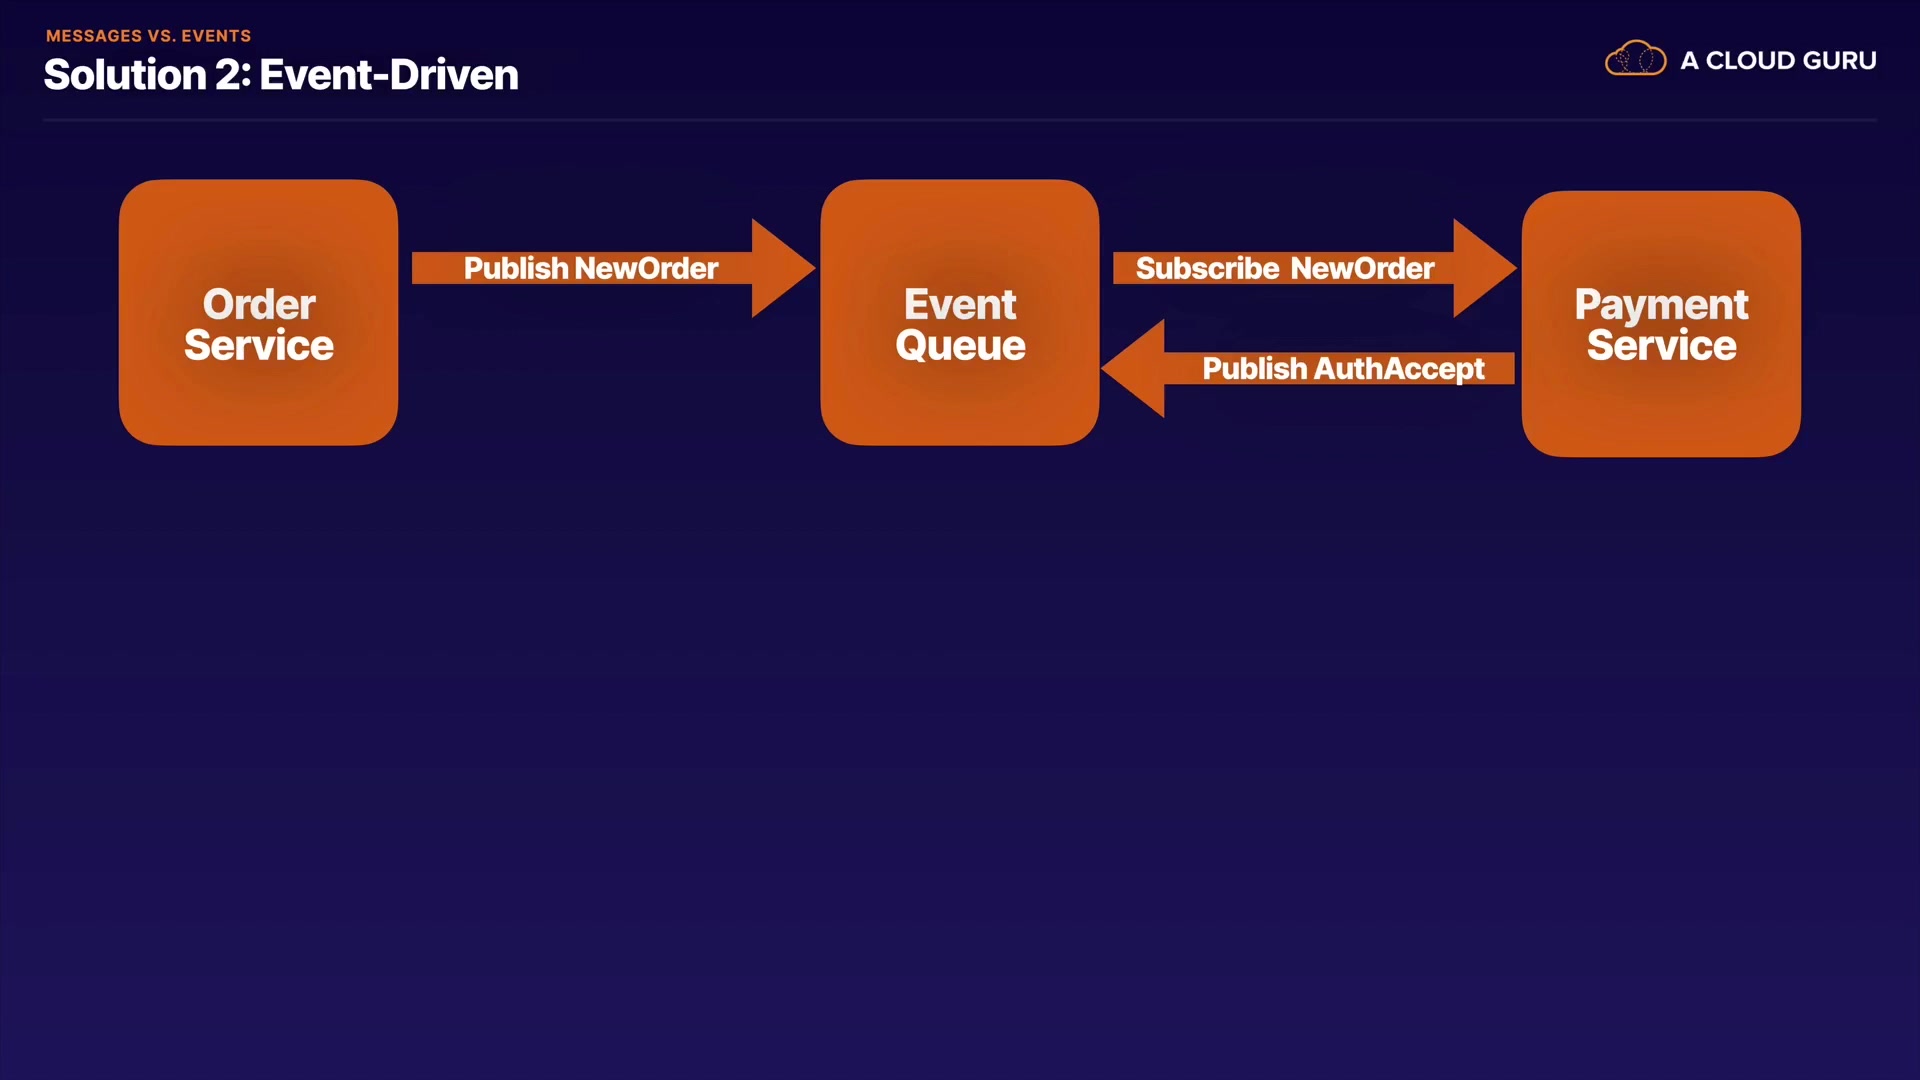 MESSAGES VS. EVENTS
Solution 2: Event-Driven
A CLOUD GURU
Order
Service
Publish NewOrder
Event
Queue
Subscribe NewOrder
Publish AuthAccept
Payment
Service